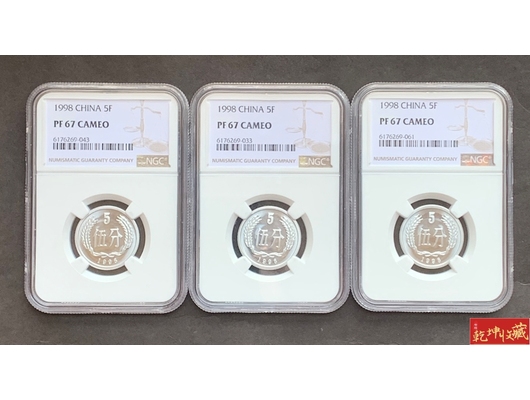 1998 CHINA 5F
PF 67 CAMEO
6176269-043
NUMISMATIC GUARANTY COMPANY
NGC
5
伍分
1998 CHINA 5F
PF 67 CAMEO
6176269-033
NUMISMATIC GUARANTY COMPANY
NGC
5
伍分
1998 CHINA 5F
PF 67 CAMEO
6176269-061
NUMISMATIC GUARANTY COMPANY
NGC
5
伍分
乾坤收藏